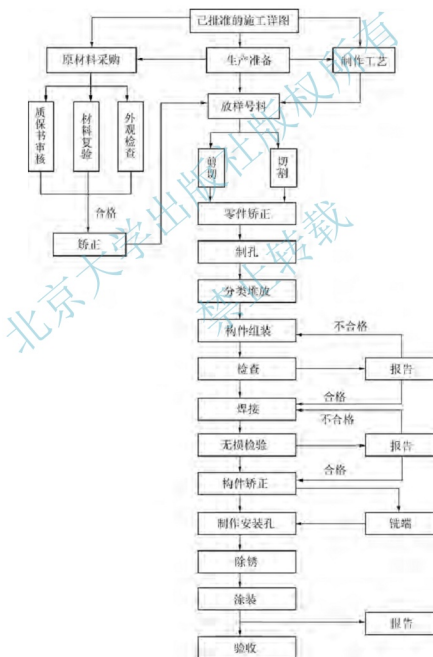 已批准的施工详图
原材料采购
生产准备
制作工艺
质保书审核
材料复验
外观检查
放样号料
剪切
切割
合格
矫正
零件矫正
制孔
分类堆放
构件组装
不合格
检查
报告
合格
焊接
不合格
无损检验
报告
合格
构件矫正
制作安装孔
铣端
除锈
涂装
报告
验收
北京大学出版社版权所有
禁止转载